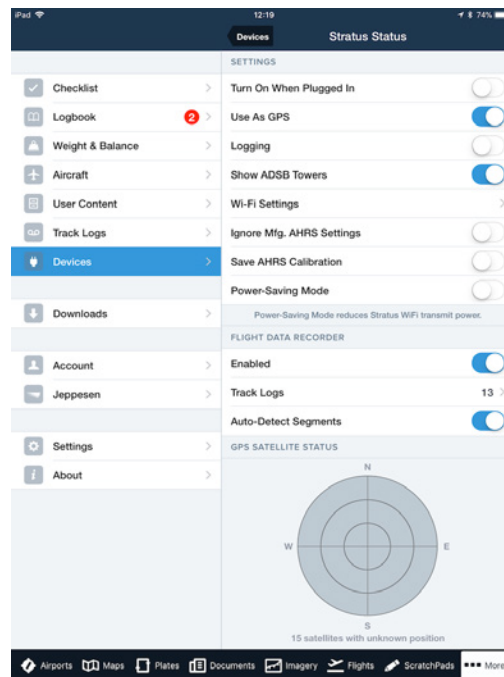 iPad 12:19 74%
Devices Stratus Status
Checklist
Logbook 2
Weight & Balance
Aircraft
User Content
Track Logs
Devices
Downloads
Account
Jeppesen
Settings
About
SETTINGS
Turn On When Plugged In
Use As GPS
Logging
Show ADSB Towers
Wi-Fi Settings
Ignore Mfg. AHRS Settings
Save AHRS Calibration
Power-Saving Mode
Power-Saving Mode reduces Stratus WiFi transmit power.
FLIGHT DATA RECORDER
Enabled
Track Logs 13
Auto-Detect Segments
GPS SATELLITE STATUS
N
W E
S
15 satellites with unknown position
Airports Maps Plates Documents Imagery Flights ScratchPads More